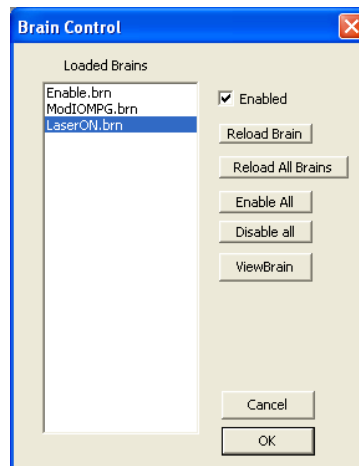 Brain Control
Loaded Brains
Enable.brn
ModIOMPG.brn
LaserON.brn
Enabled
Reload Brain
Reload All Brains
Enable All
Disable all
ViewBrain
Cancel
OK